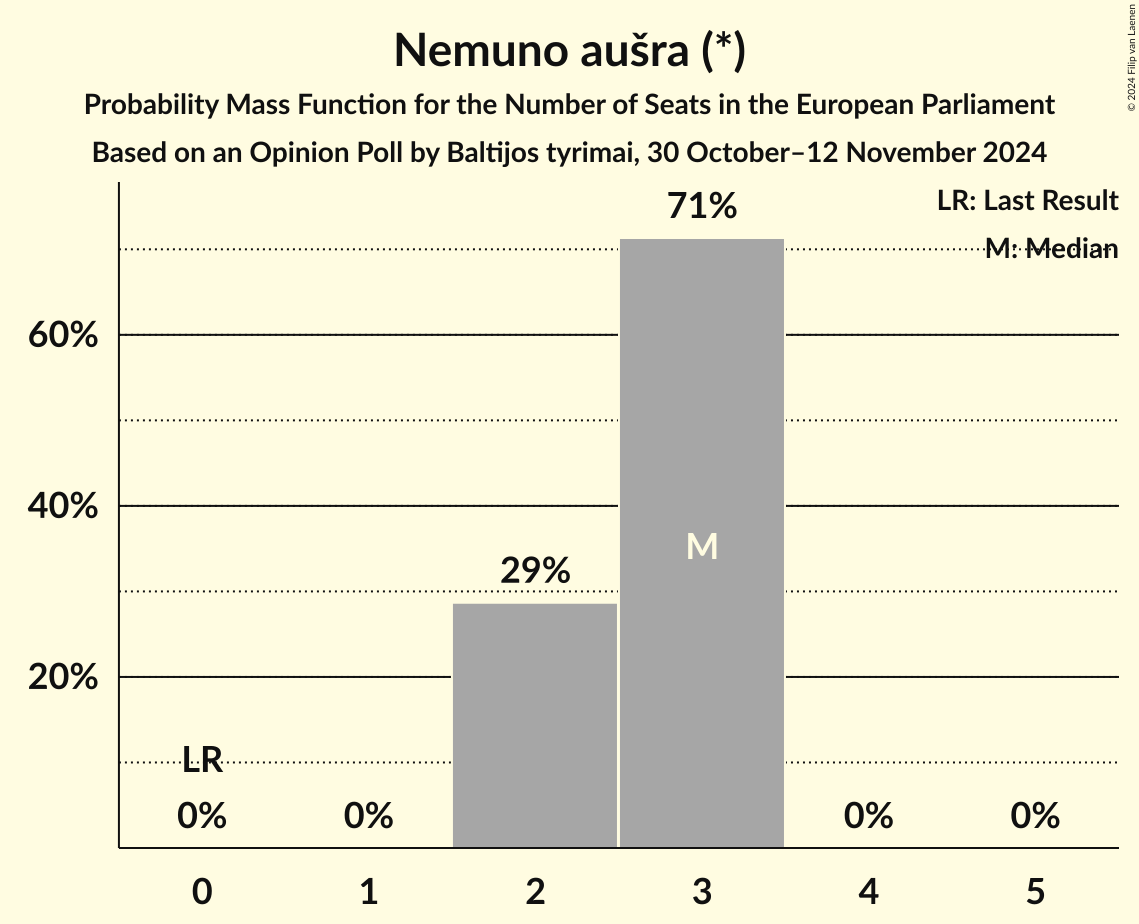 Nemuno aušra (*)
Probability Mass Function for the Number of Seats in the European Parliament
Based on an Opinion Poll by Baltijos tyrimai, 30 October–12 November 2024
© 2024 Filip van Laenen
LR: Last Result
M: Median
71%
60%
40%
M
29%
20%
LR
0% 0% 0% 0%
0 1 2 3 4 5